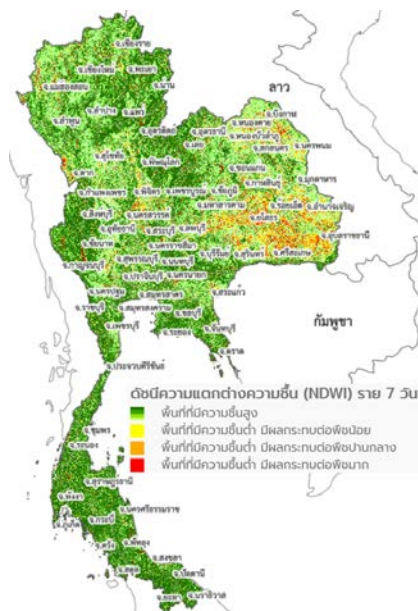 จ.เชียงราย
จ.เชียงใหม่
จ.พะเยา
จ.แม่ฮ่องสอน
จ.น่าน
ลาว
จ.ลำปาง
จ.แพร่
จ.บึงกาฬ
จ.ลำพูน
จ.อุตรดิตถ์
จ.อุดรธานี
จ.หนองคาย
จ.หนองบัวลำภู
จ.เลย
จ.สกลนคร
จ.นครพนม
จ.สุโขทัย
จ.พิษณุโลก
จ.ตาก
จ.ขอนแก่น
จ.มุกดาหาร
จ.กำแพงเพชร
จ.พิจิตร
จ.เพชรบูรณ์
จ.ชัยภูมิ
จ.กาฬสินธุ์
จ.มหาสารคาม
จ.ร้อยเอ็ด
จ.อำนาจเจริญ
จ.สิงห์บุรี
จ.นครสวรรค์
จ.ยโสธร
จ.อุทัยธานี
จ.สระบุรี
จ.ลพบุรี
จ.อุบลราชธานี
จ.ชัยนาท
จ.นครราชสีมา
จ.บุรีรัมย์
จ.สุรินทร์
จ.ศรีสะเกษ
จ.กาญจนบุรี
จ.สุพรรณบุรี
จ.นนทบุรี
จ.ปราจีนบุรี
จ.นครนายก
จ.สระแก้ว
จ.นครปฐม
จ.สมุทรสาคร
จ.ราชบุรี
จ.สมุทรสงคราม
จ.ชลบุรี
กัมพูชา
จ.เพชรบุรี
จ.ระยอง
จ.จันทบุรี
จ.ตราด
จ.ประจวบคีรีขันธ์
ดัชนีความแตกต่างความชื้น (NDWI) ราย 7 วัน
พื้นที่ที่มีความชื้นสูง
พื้นที่ที่มีความชื้นต่ำ มีผลกระทบต่อพืชน้อย
พื้นที่ที่มีความชื้นต่ำ มีผลกระทบต่อพืชปานกลาง
พื้นที่ที่มีความชื้นต่ำ มีผลกระทบต่อพืชมาก
จ.ชุมพร
จ.ระนอง
จ.สุราษฎร์ธานี
จ.พังงา
จ.นครศรีธรรมราช
จ.ภูเก็ต
จ.กระบี่
จ.ตรัง
จ.พัทลุง
จ.สงขลา
จ.สตูล
จ.ปัตตานี
จ.ยะลา
จ.นราธิวาส